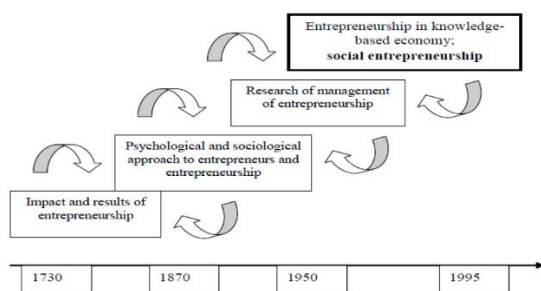 Entrepreneurship in knowledge-
based economy;
social entrepreneurship
Research of management
of entrepreneurship
Psychological and sociological
approach to entrepreneurs and
entrepreneurship
Impact and results of
entrepreneurship
1730
1870
1950
1995